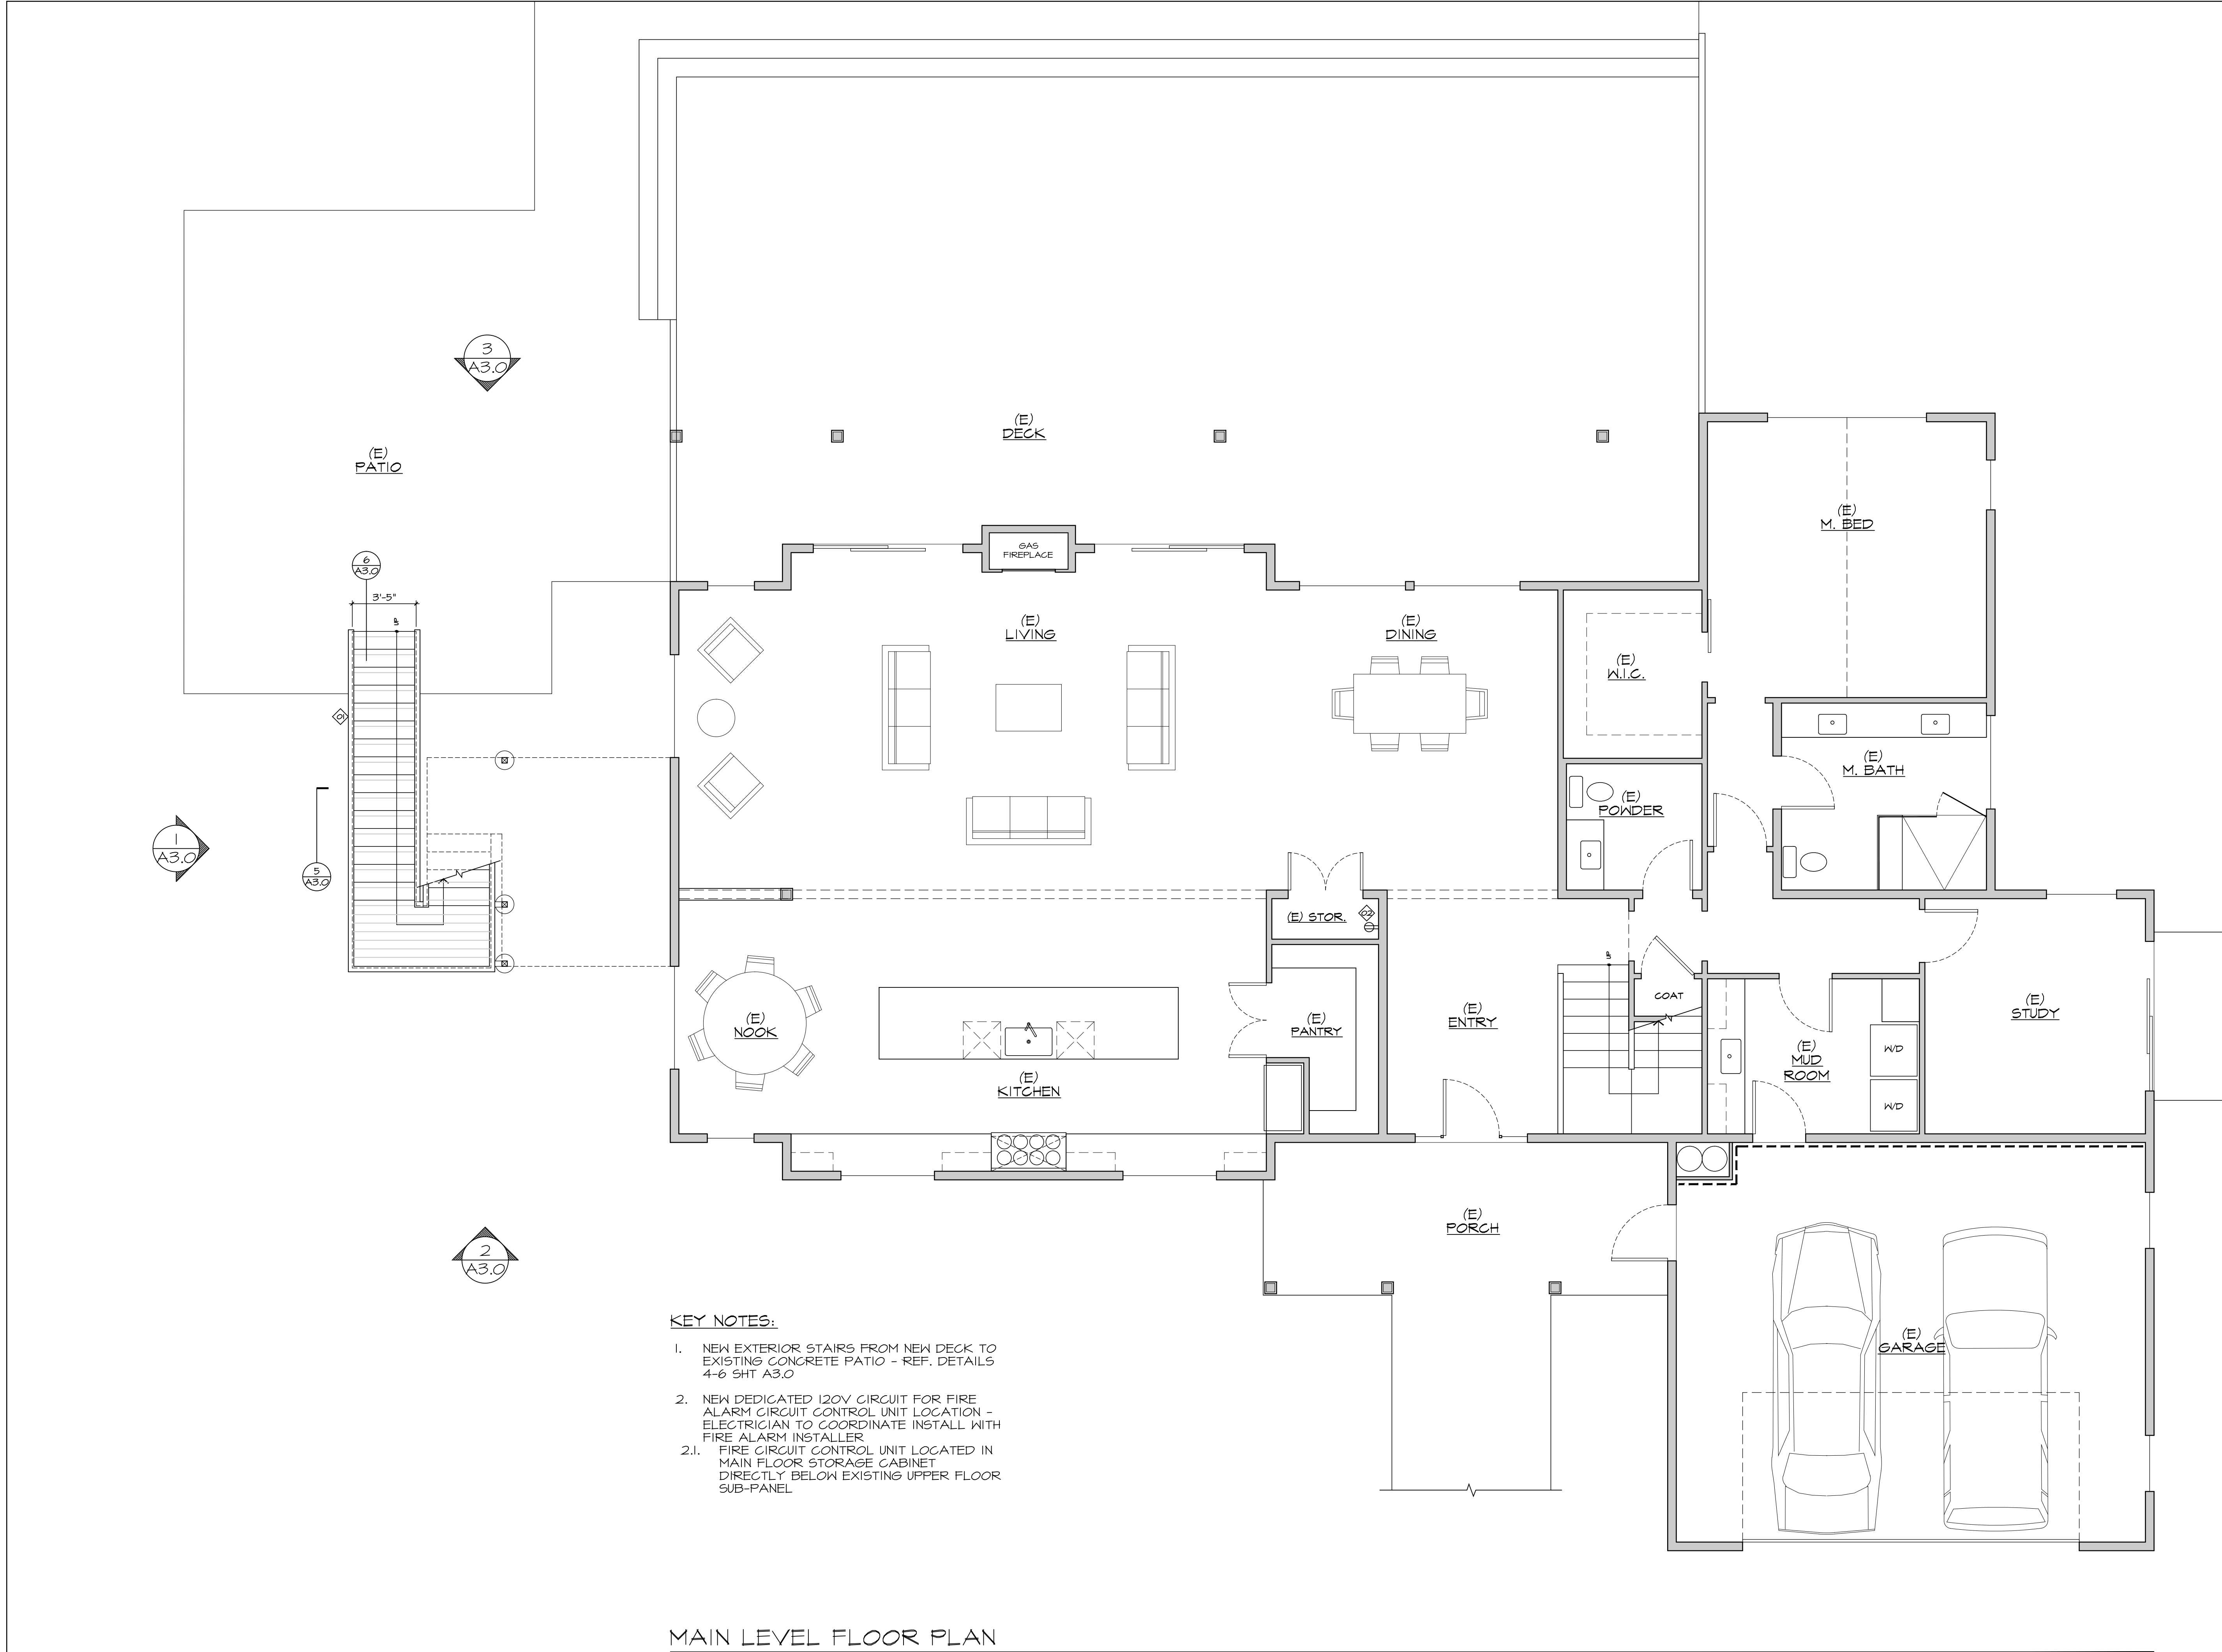 3
A3.0
(E)
DECK
(E)
PATIO
(E)
M. BED
GAS
FIREPLACE
6
A3.0
3'-5"
(E)
LIVING
(E)
DINING
(E)
W.I.C.
01
(E)
M. BATH
(E)
POWDER
1
A3.0
5
A3.0
(E) STOR.
02
COAT
(E)
NOOK
(E)
PANTRY
(E)
ENTRY
(E)
STUDY
(E)
MUD
ROOM
W/D
W/D
(E)
KITCHEN
(E)
PORCH
2
A3.0
(E)
GARAGE
KEY NOTES:
1. NEW EXTERIOR STAIRS FROM NEW DECK TO
EXISTING CONCRETE PATIO - REF. DETAILS
4-6 SHT A3.0
2. NEW DEDICATED 120V CIRCUIT FOR FIRE
ALARM CIRCUIT CONTROL UNIT LOCATION -
ELECTRICIAN TO COORDINATE INSTALL WITH
FIRE ALARM INSTALLER
2.1. FIRE CIRCUIT CONTROL UNIT LOCATED IN
MAIN FLOOR STORAGE CABINET
DIRECTLY BELOW EXISTING UPPER FLOOR
SUB-PANEL
MAIN LEVEL FLOOR PLAN